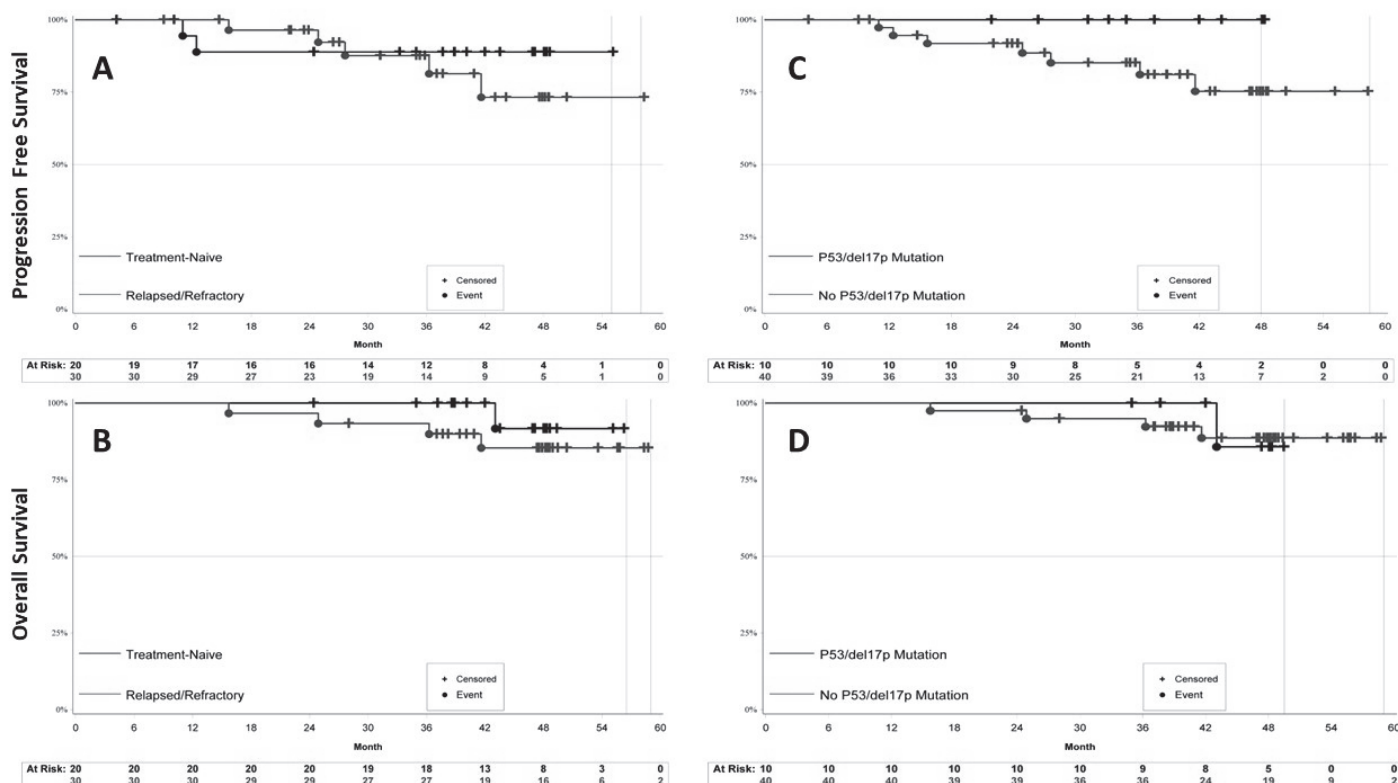 Progression Free Survival
A
100%
75%
50%
25%
0%
Treatment-Naive
Relapsed/Refractory
+ Censored
● Event
0 6 12 18 24 30 36 42 48 54 60
Month
At Risk: 20 19 17 16 16 14 12 8 4 1 0
30 30 29 27 23 19 14 9 5 1 0
C
100%
75%
50%
25%
0%
P53/del17p Mutation
No P53/del17p Mutation
+ Censored
● Event
0 6 12 18 24 30 36 42 48 54 60
Month
At Risk: 10 10 10 10 9 8 5 4 2 0 0
40 39 36 33 30 25 21 13 7 2 0
Overall Survival
B
100%
75%
50%
25%
0%
Treatment-Naive
Relapsed/Refractory
+ Censored
● Event
0 6 12 18 24 30 36 42 48 54 60
Month
At Risk: 20 20 20 20 20 19 18 13 8 3 0
30 30 30 29 29 27 27 19 16 6 2
D
100%
75%
50%
25%
0%
P53/del17p Mutation
No P53/del17p Mutation
+ Censored
● Event
0 6 12 18 24 30 36 42 48 54 60
Month
At Risk: 10 10 10 10 10 10 9 8 5 0 0
40 40 40 39 39 36 36 24 19 9 2